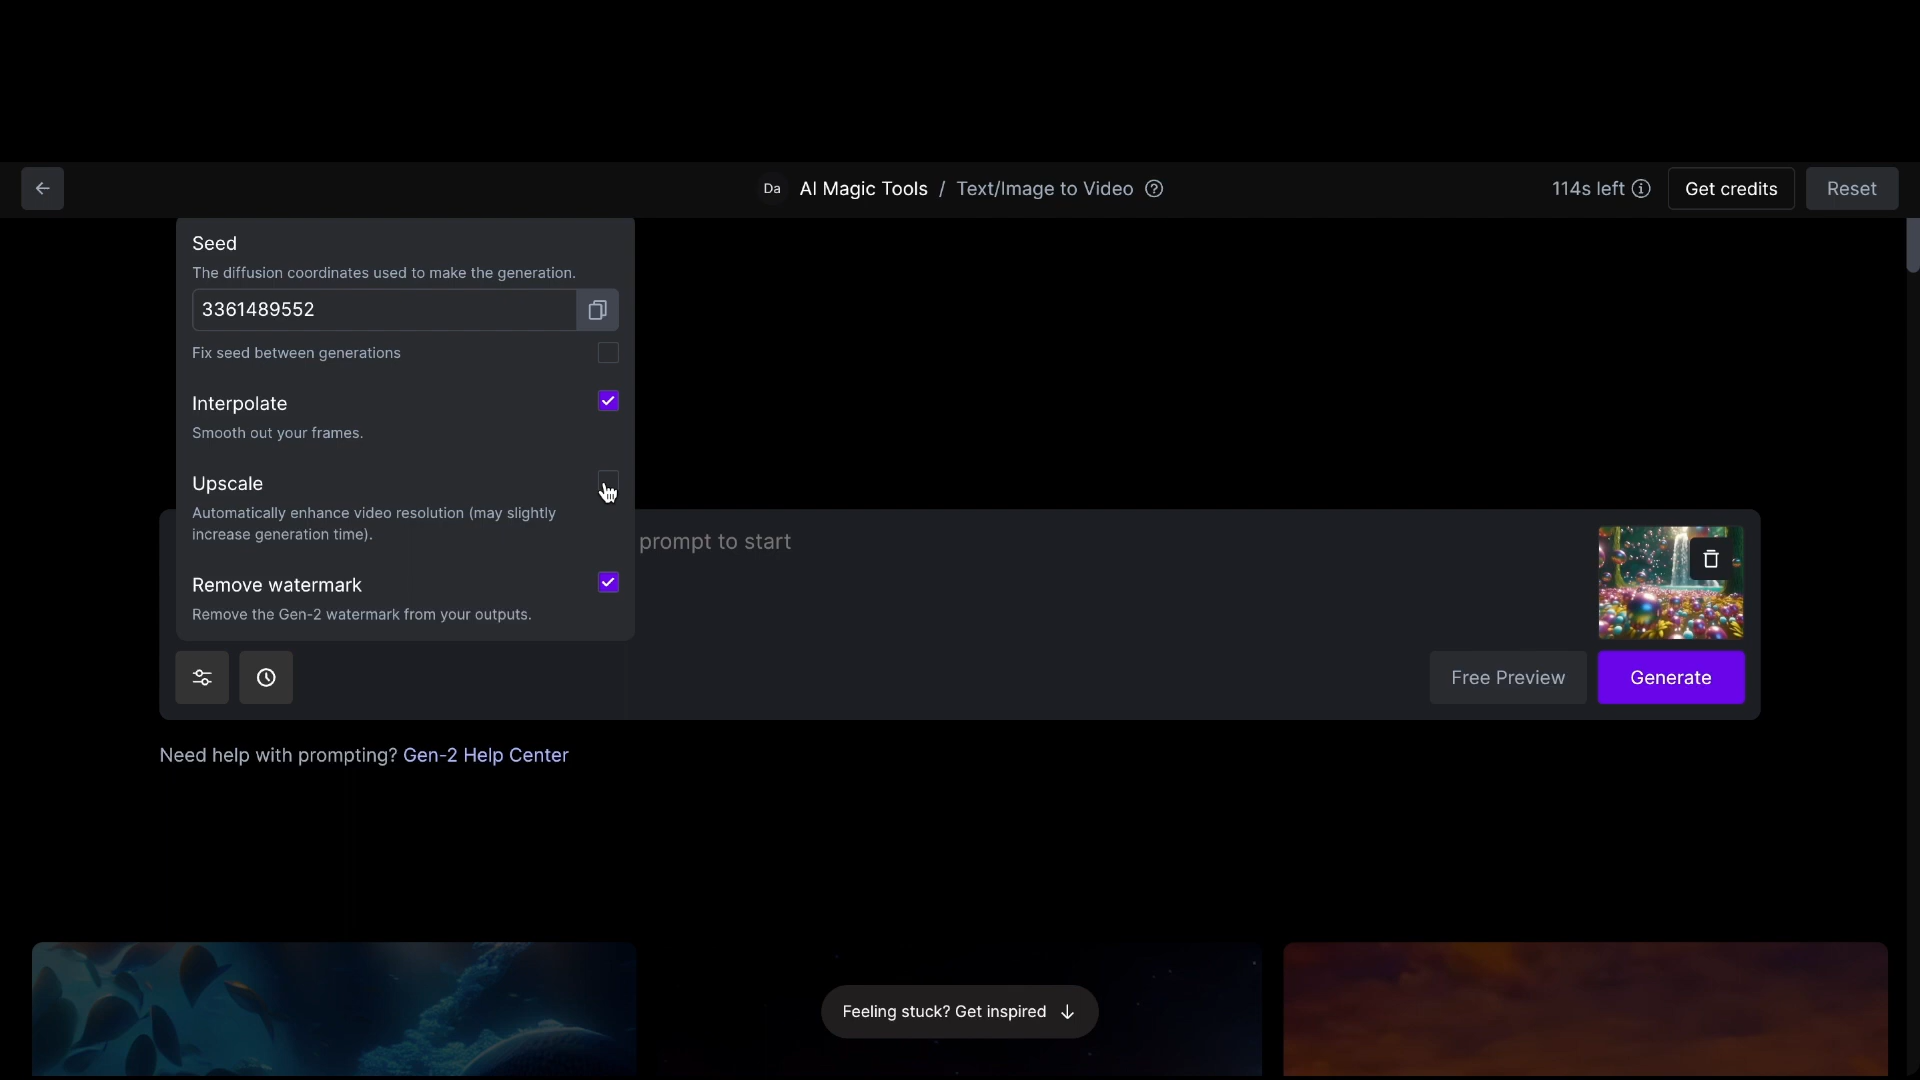 Da AI Magic Tools / Text/Image to Video
114s left
Get credits
Reset
Seed
The diffusion coordinates used to make the generation.
3361489552
Fix seed between generations
Interpolate
Smooth out your frames.
Upscale
Automatically enhance video resolution (may slightly
increase generation time).
Remove watermark
Remove the Gen-2 watermark from your outputs.
prompt to start
Free Preview
Generate
Need help with prompting? Gen-2 Help Center
Feeling stuck? Get inspired